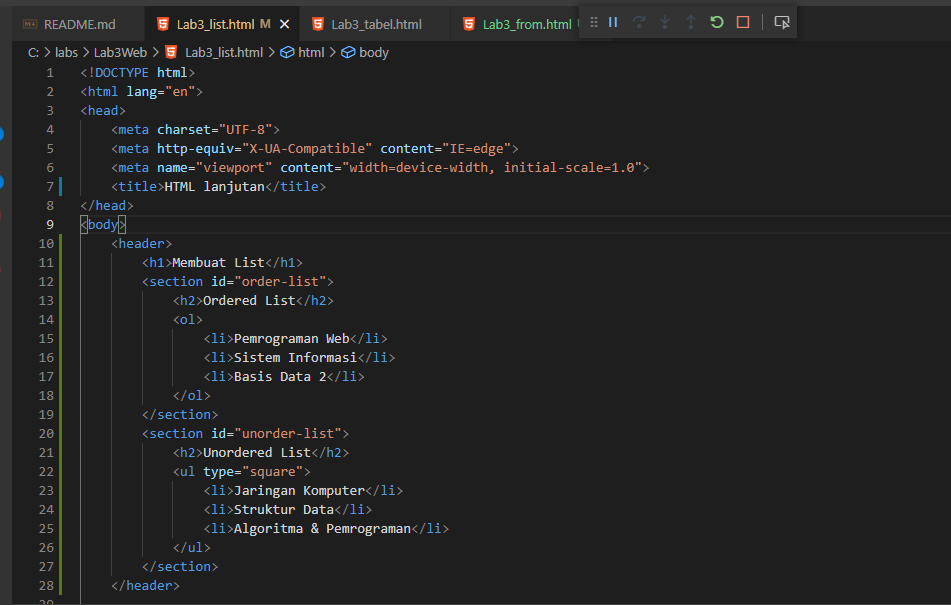 README.md Lab3_list.html M Lab3_tabel.html Lab3_from.html
C: > labs > Lab3Web > Lab3_list.html > html > body
1 <!DOCTYPE html>
2 <html lang="en">
3 <head>
4 <meta charset="UTF-8">
5 <meta http-equiv="X-UA-Compatible" content="IE=edge">
6 <meta name="viewport" content="width=device-width, initial-scale=1.0">
7 <title>HTML lanjutan</title>
8 </head>
9 <body>
10 <header>
11 <h1>Membuat List</h1>
12 <section id="order-list">
13 <h2>Ordered List</h2>
14 <ol>
15 <li>Pemrograman Web</li>
16 <li>Sistem Informasi</li>
17 <li>Basis Data 2</li>
18 </ol>
19 </section>
20 <section id="unorder-list">
21 <h2>Unordered List</h2>
22 <ul type="square">
23 <li>Jaringan Komputer</li>
24 <li>Struktur Data</li>
25 <li>Algoritma & Pemrograman</li>
26 </ul>
27 </section>
28 </header>